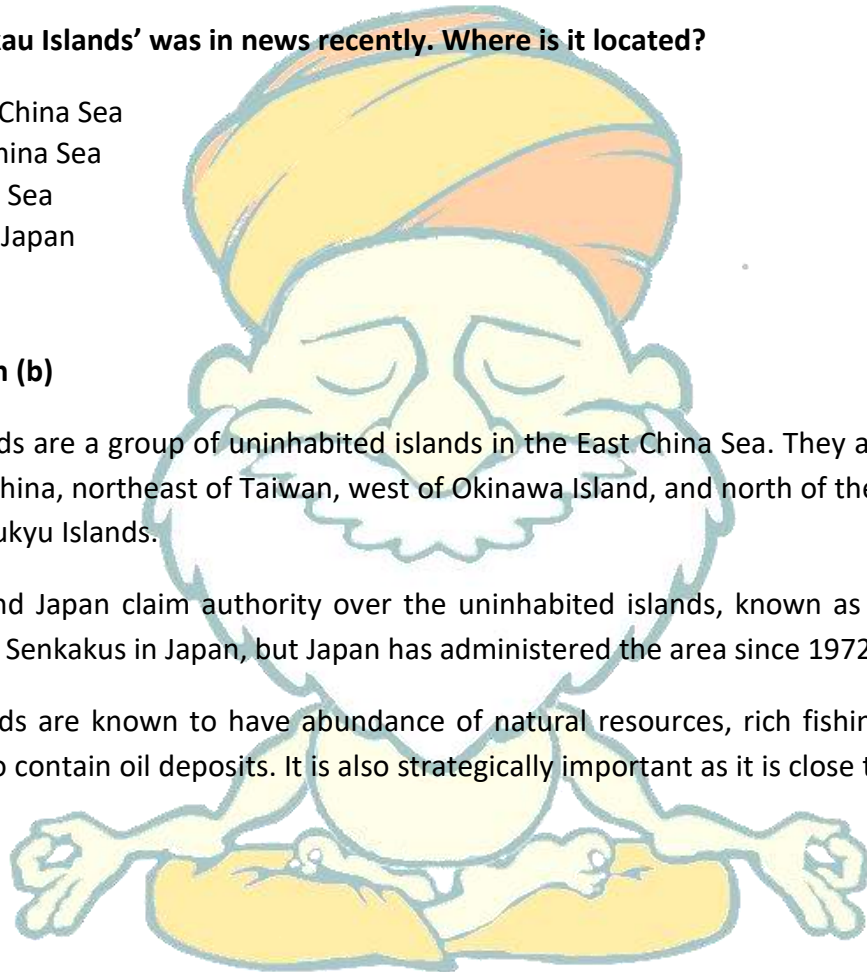 kau Islands’ was in news recently. Where is it located?
China Sea
hina Sea
Sea
Japan
n (b)
ds are a group of uninhabited islands in the East China Sea. They a
hina, northeast of Taiwan, west of Okinawa Island, and north of the
ukyu Islands.
nd Japan claim authority over the uninhabited islands, known as
Senkakus in Japan, but Japan has administered the area since 1972
ds are known to have abundance of natural resources, rich fishin
o contain oil deposits. It is also strategically important as it is close t